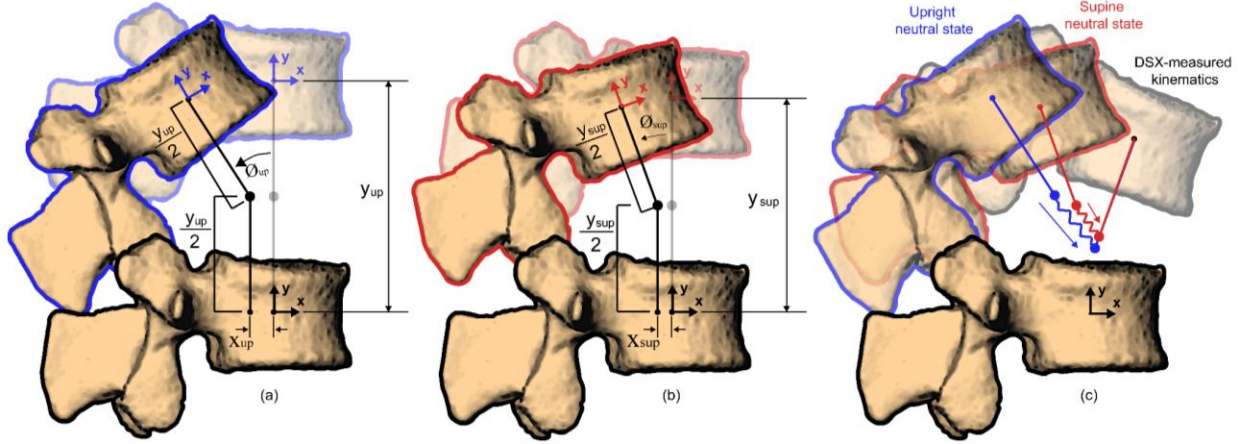 y
x
y
x
y_up
y_up/2
Ø_up
y_up/2
X_up
(a)
y
x
y
x
y_sup
y_sup/2
Ø_sup
y_sup/2
X_sup
(b)
Upright
neutral state
Supine
neutral state
DSX-measured
kinematics
y
x
(c)